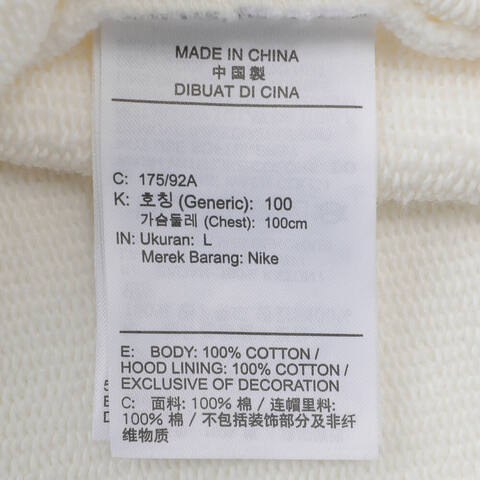 MADE IN CHINA
中国製
DIBUAT DI CINA
C: 175/92A
K: 호칭 (Generic): 100
가슴둘레 (Chest): 100cm
IN: Ukuran: L
Merek Barang: Nike
E: BODY: 100% COTTON /
HOOD LINING: 100% COTTON /
EXCLUSIVE OF DECORATION
C: 面料: 100% 棉 / 连帽里料:
100% 棉 / 不包括装饰部分及非纤
维物质